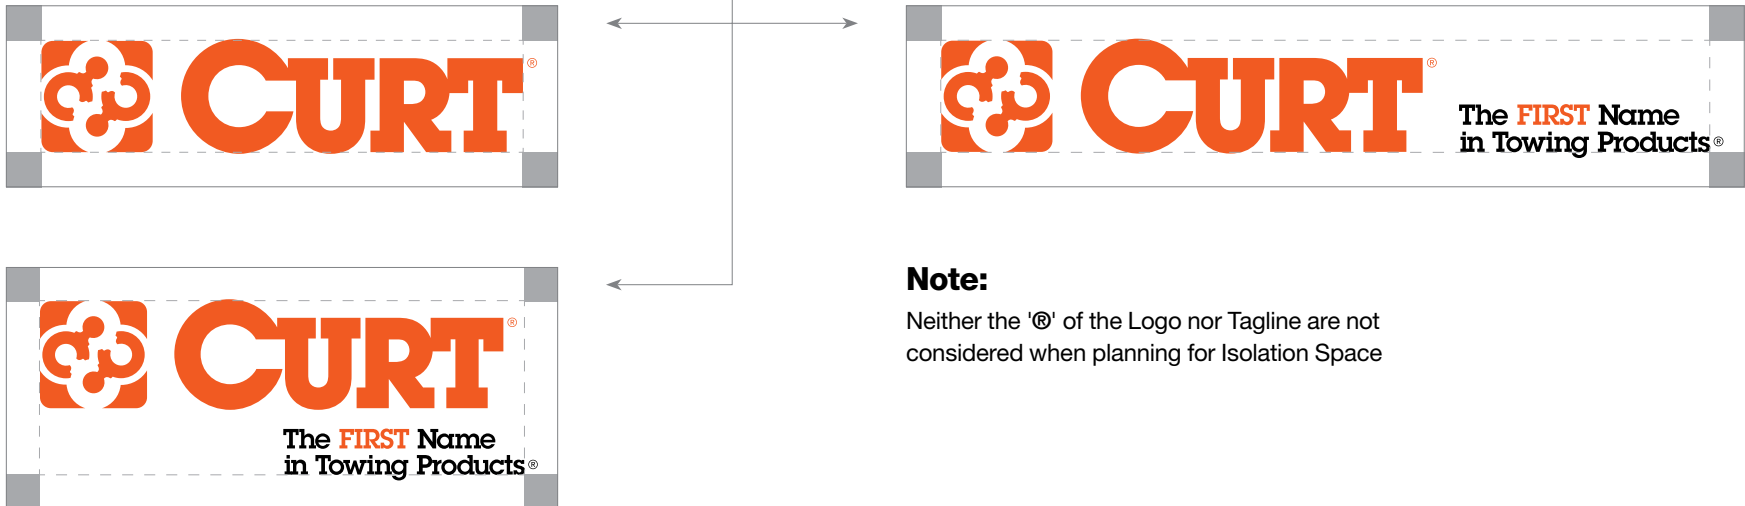 CURT®
CURT®
The FIRST Name
in Towing Products®
CURT®
The FIRST Name
in Towing Products®
Note:
Neither the '®' of the Logo nor Tagline are not
considered when planning for Isolation Space